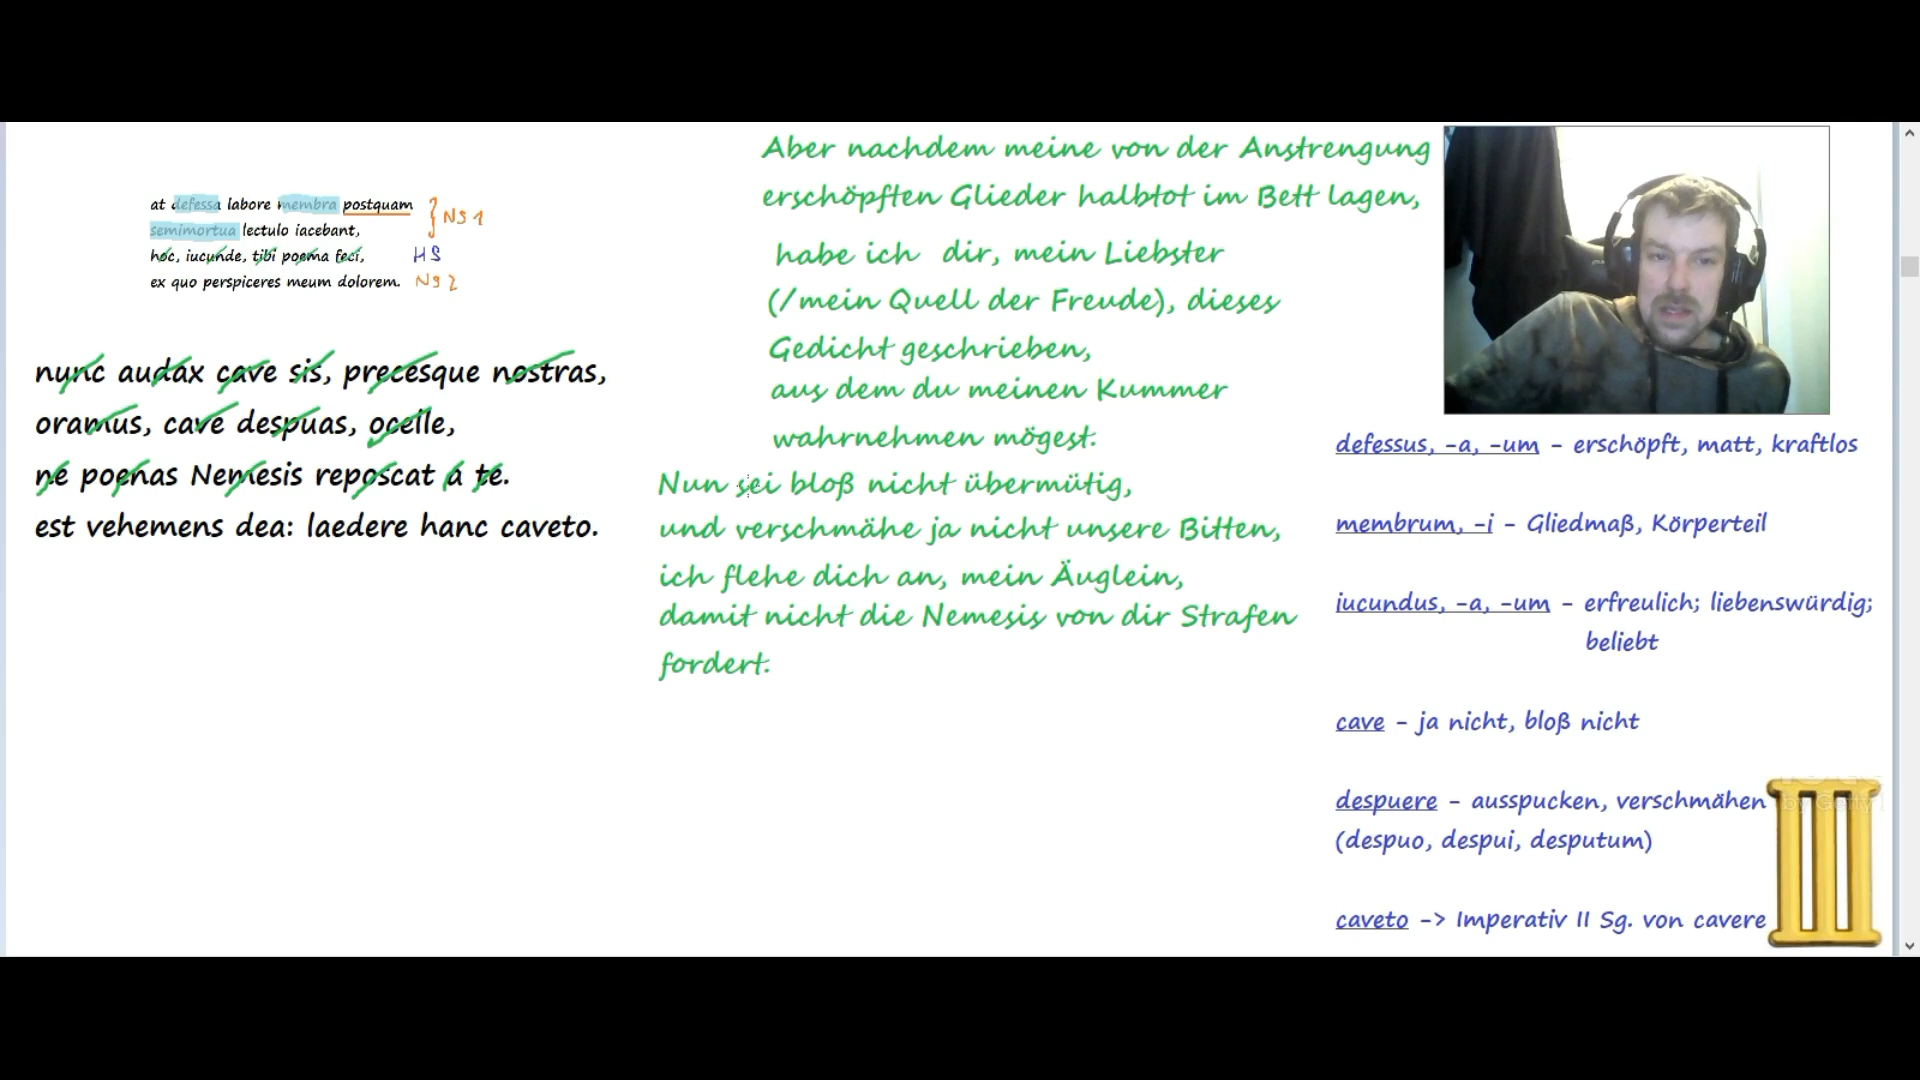 at defessa labore membra postquam
semimortua lectulo iacebant,
hoc, iucunde, tibi poema feci,
ex quo perspiceres meum dolorem.
NS 1
HS
NS 2
nunc audax cave sis, precesque nostras,
oramus, cave despuas, ocelle,
ne poenas Nemesis reposcat a te.
est vehemens dea: laedere hanc caveto.
Aber nachdem meine von der Anstrengung
erschöpften Glieder halbtot im Bett lagen,
habe ich dir, mein Liebster
(/mein Quell der Freude), dieses
Gedicht geschrieben,
aus dem du meinen Kummer
wahrnehmen mögest.
Nun sei bloß nicht übermütig,
und verschmähe ja nicht unsere Bitten,
ich flehe dich an, mein Äuglein,
damit nicht die Nemesis von dir Strafen
fordert.
defessus, -a, -um - erschöpft, matt, kraftlos
membrum, -i - Gliedmaß, Körperteil
iucundus, -a, -um - erfreulich; liebenswürdig;
beliebt
cave - ja nicht, bloß nicht
despuere - ausspucken, verschmähen
(despuo, despui, desputum)
caveto -> Imperativ II Sg. von cavere